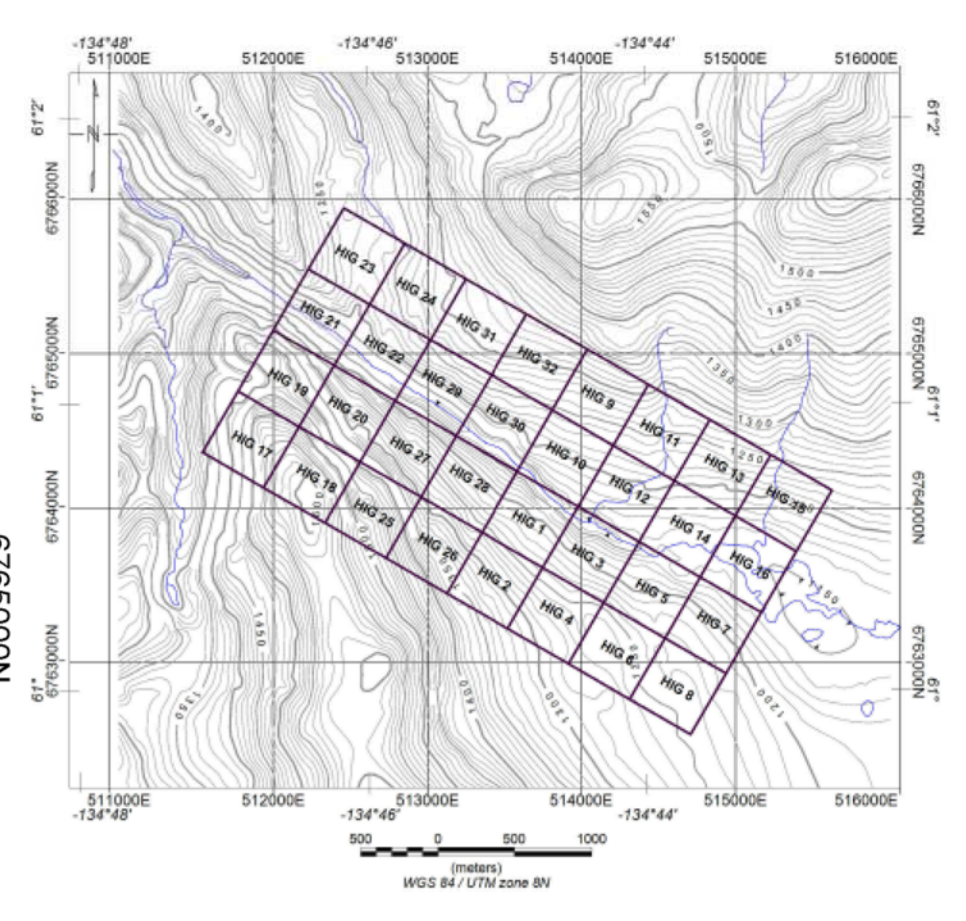 -134°48' -134°46' -134°44'
511000E 512000E 513000E 514000E 515000E 516000E
61°2' 61°2'
N
1400
1500
1250
6766000N 6766000N
1550
HIG 23
HIG 24
1500
HIG 21
HIG 31
1450
HIG 22
HIG 32
6765000N 6765000N
1400
1350
HIG 19
HIG 29
HIG 9
61°1' 61°1'
HIG 20
HIG 30
HIG 11
1300
HIG 17
HIG 27
HIG 10
1250
HIG 13
HIG 18
HIG 28
HIG 12
HIG 15
6764000N 6764000N
HIG 25
HIG 1
HIG 14
HIG 26
HIG 3
HIG 16
HIG 2
HIG 5
1150
HIG 4
HIG 7
1450
6765000N
HIG 6
6763000N 6763000N
HIG 8
61° 61°
1350
1300
1200
511000E 512000E 513000E 514000E 515000E 516000E
-134°48' -134°46' -134°44'
500 0 500 1000
(meters)
WGS 84 / UTM zone 8N